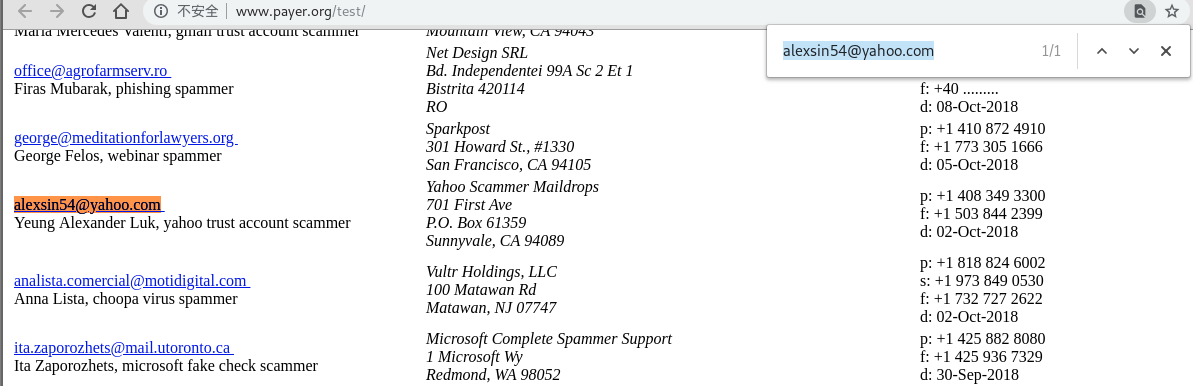 不安全 www.payer.org/test/
alexsin54@yahoo.com 1/1
Maria Mercedes Valenti, gmail trust account scammer
Mountain View, CA 94043
office@agrofarmserv.ro
Firas Mubarak, phishing spammer
Net Design SRL
Bd. Independentei 99A Sc 2 Et 1
Bistrita 420114
RO
f: +40 .........
d: 08-Oct-2018
george@meditationforlawyers.org
George Felos, webinar spammer
Sparkpost
301 Howard St., #1330
San Francisco, CA 94105
p: +1 410 872 4910
f: +1 773 305 1666
d: 05-Oct-2018
alexsin54@yahoo.com
Yeung Alexander Luk, yahoo trust account scammer
Yahoo Scammer Maildrops
701 First Ave
P.O. Box 61359
Sunnyvale, CA 94089
p: +1 408 349 3300
f: +1 503 844 2399
d: 02-Oct-2018
analista.comercial@motidigital.com
Anna Lista, choopa virus spammer
Vultr Holdings, LLC
100 Matawan Rd
Matawan, NJ 07747
p: +1 818 824 6002
s: +1 973 849 0530
f: +1 732 727 2622
d: 02-Oct-2018
ita.zaporozhets@mail.utoronto.ca
Ita Zaporozhets, microsoft fake check scammer
Microsoft Complete Spammer Support
1 Microsoft Wy
Redmond, WA 98052
p: +1 425 882 8080
f: +1 425 936 7329
d: 30-Sep-2018